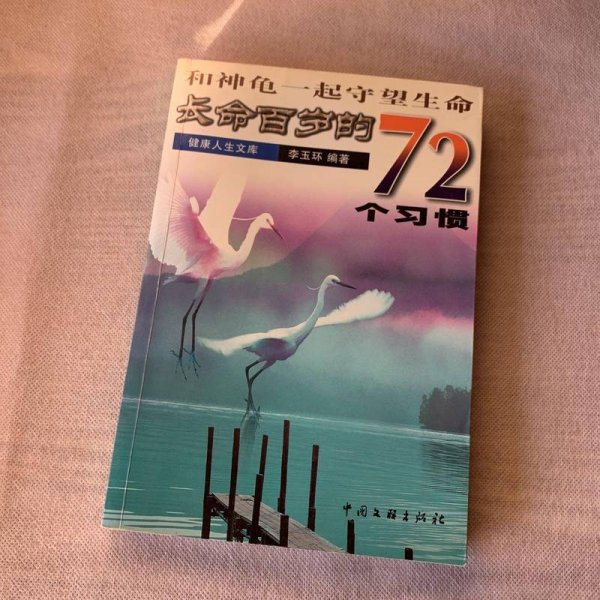 和神龟一起守望生命
长命百岁的72
个习惯
健康人生文库 李玉环 编著
中国文联出版社